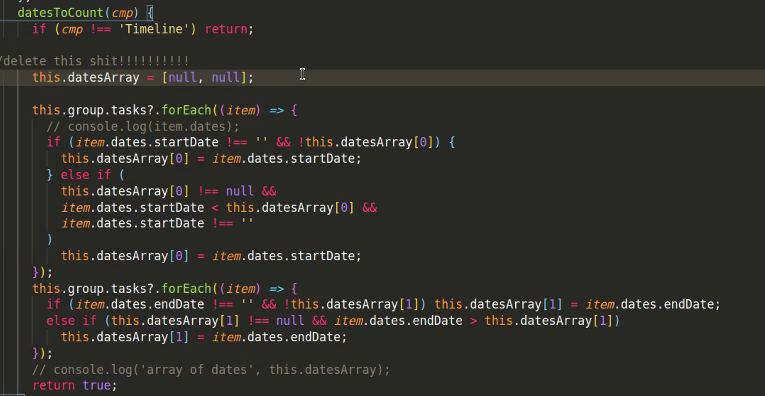 datesToCount(cmp) {
if (cmp !== 'Timeline') return;
/delete this shit!!!!!!!!!!
this.datesArray = [null, null];
this.group.tasks?.forEach((item) => {
// console.log(item.dates);
if (item.dates.startDate !== '' && !this.datesArray[0]) {
this.datesArray[0] = item.dates.startDate;
} else if (
this.datesArray[0] !== null &&
item.dates.startDate < this.datesArray[0] &&
item.dates.startDate !== ''
)
this.datesArray[0] = item.dates.startDate;
});
this.group.tasks?.forEach((item) => {
if (item.dates.endDate !== '' && !this.datesArray[1]) this.datesArray[1] = item.dates.endDate;
else if (this.datesArray[1] !== null && item.dates.endDate > this.datesArray[1])
this.datesArray[1] = item.dates.endDate;
});
// console.log('array of dates', this.datesArray);
return true;